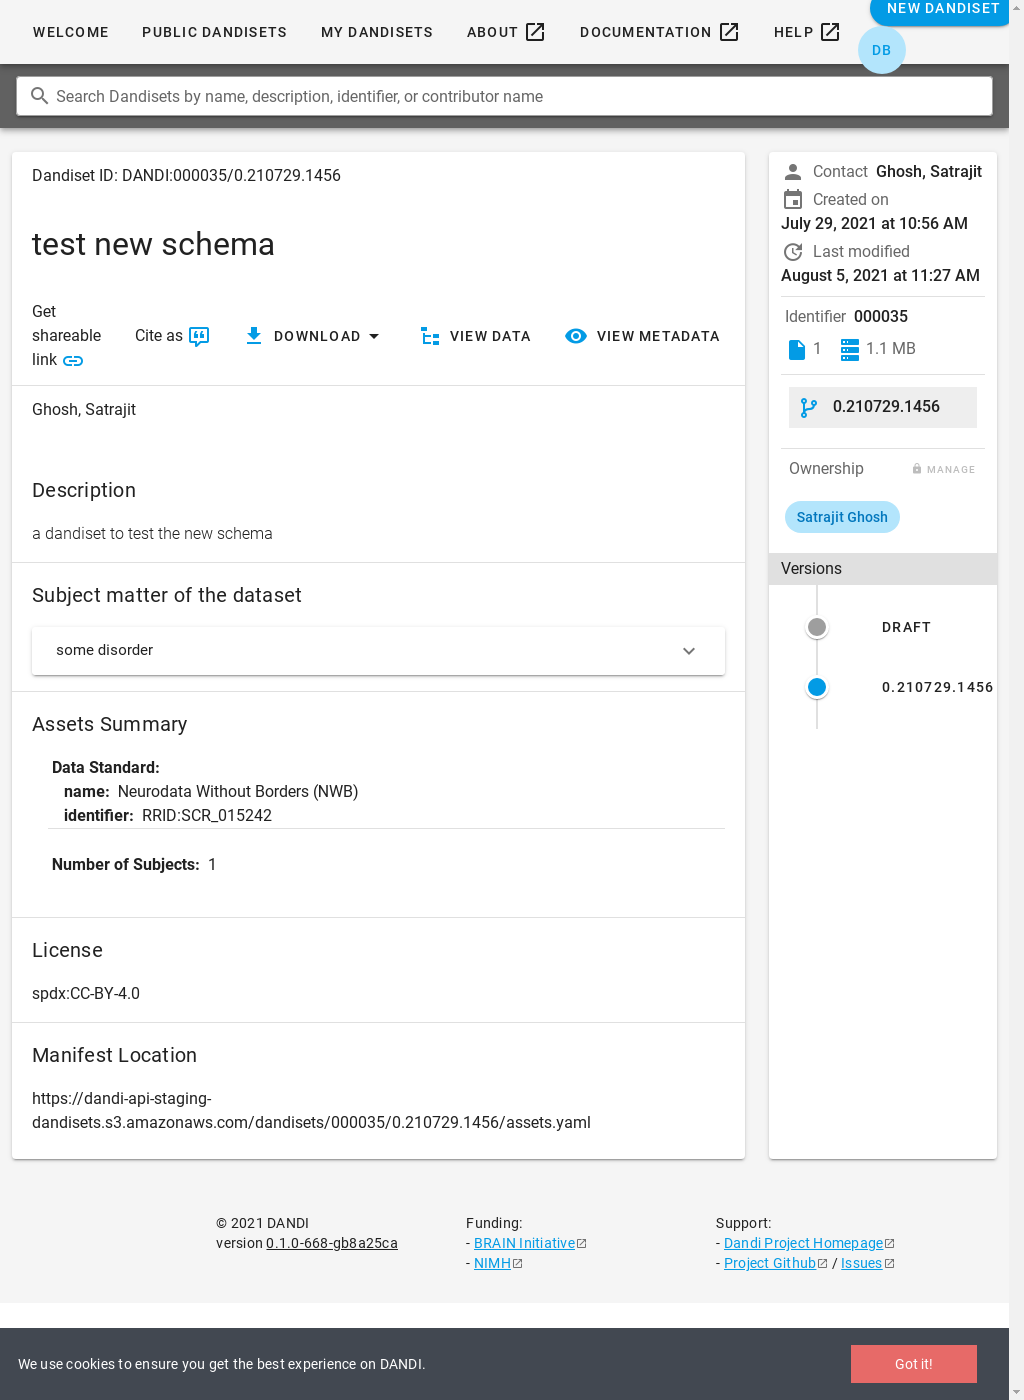 WELCOME PUBLIC DANDISETS MY DANDISETS ABOUT DOCUMENTATION HELP NEW DANDISET
DB
Search Dandisets by name, description, identifier, or contributor name
Dandiset ID: DANDI:000035/0.210729.1456
test new schema
Get
shareable
link
Cite as
DOWNLOAD
VIEW DATA
VIEW METADATA
Ghosh, Satrajit
Description
a dandiset to test the new schema
Subject matter of the dataset
some disorder
Assets Summary
Data Standard:
name: Neurodata Without Borders (NWB)
identifier: RRID:SCR_015242
Number of Subjects: 1
License
spdx:CC-BY-4.0
Manifest Location
https://dandi-api-staging-
dandisets.s3.amazonaws.com/dandisets/000035/0.210729.1456/assets.yaml
Contact Ghosh, Satrajit
Created on
July 29, 2021 at 10:56 AM
Last modified
August 5, 2021 at 11:27 AM
Identifier 000035
1 1.1 MB
0.210729.1456
Ownership MANAGE
Satrajit Ghosh
Versions
DRAFT
0.210729.1456
© 2021 DANDI
version 0.1.0-668-gb8a25ca
Funding:
- BRAIN Initiative
- NIMH
Support:
- Dandi Project Homepage
- Project Github / Issues
We use cookies to ensure you get the best experience on DANDI.
Got it!